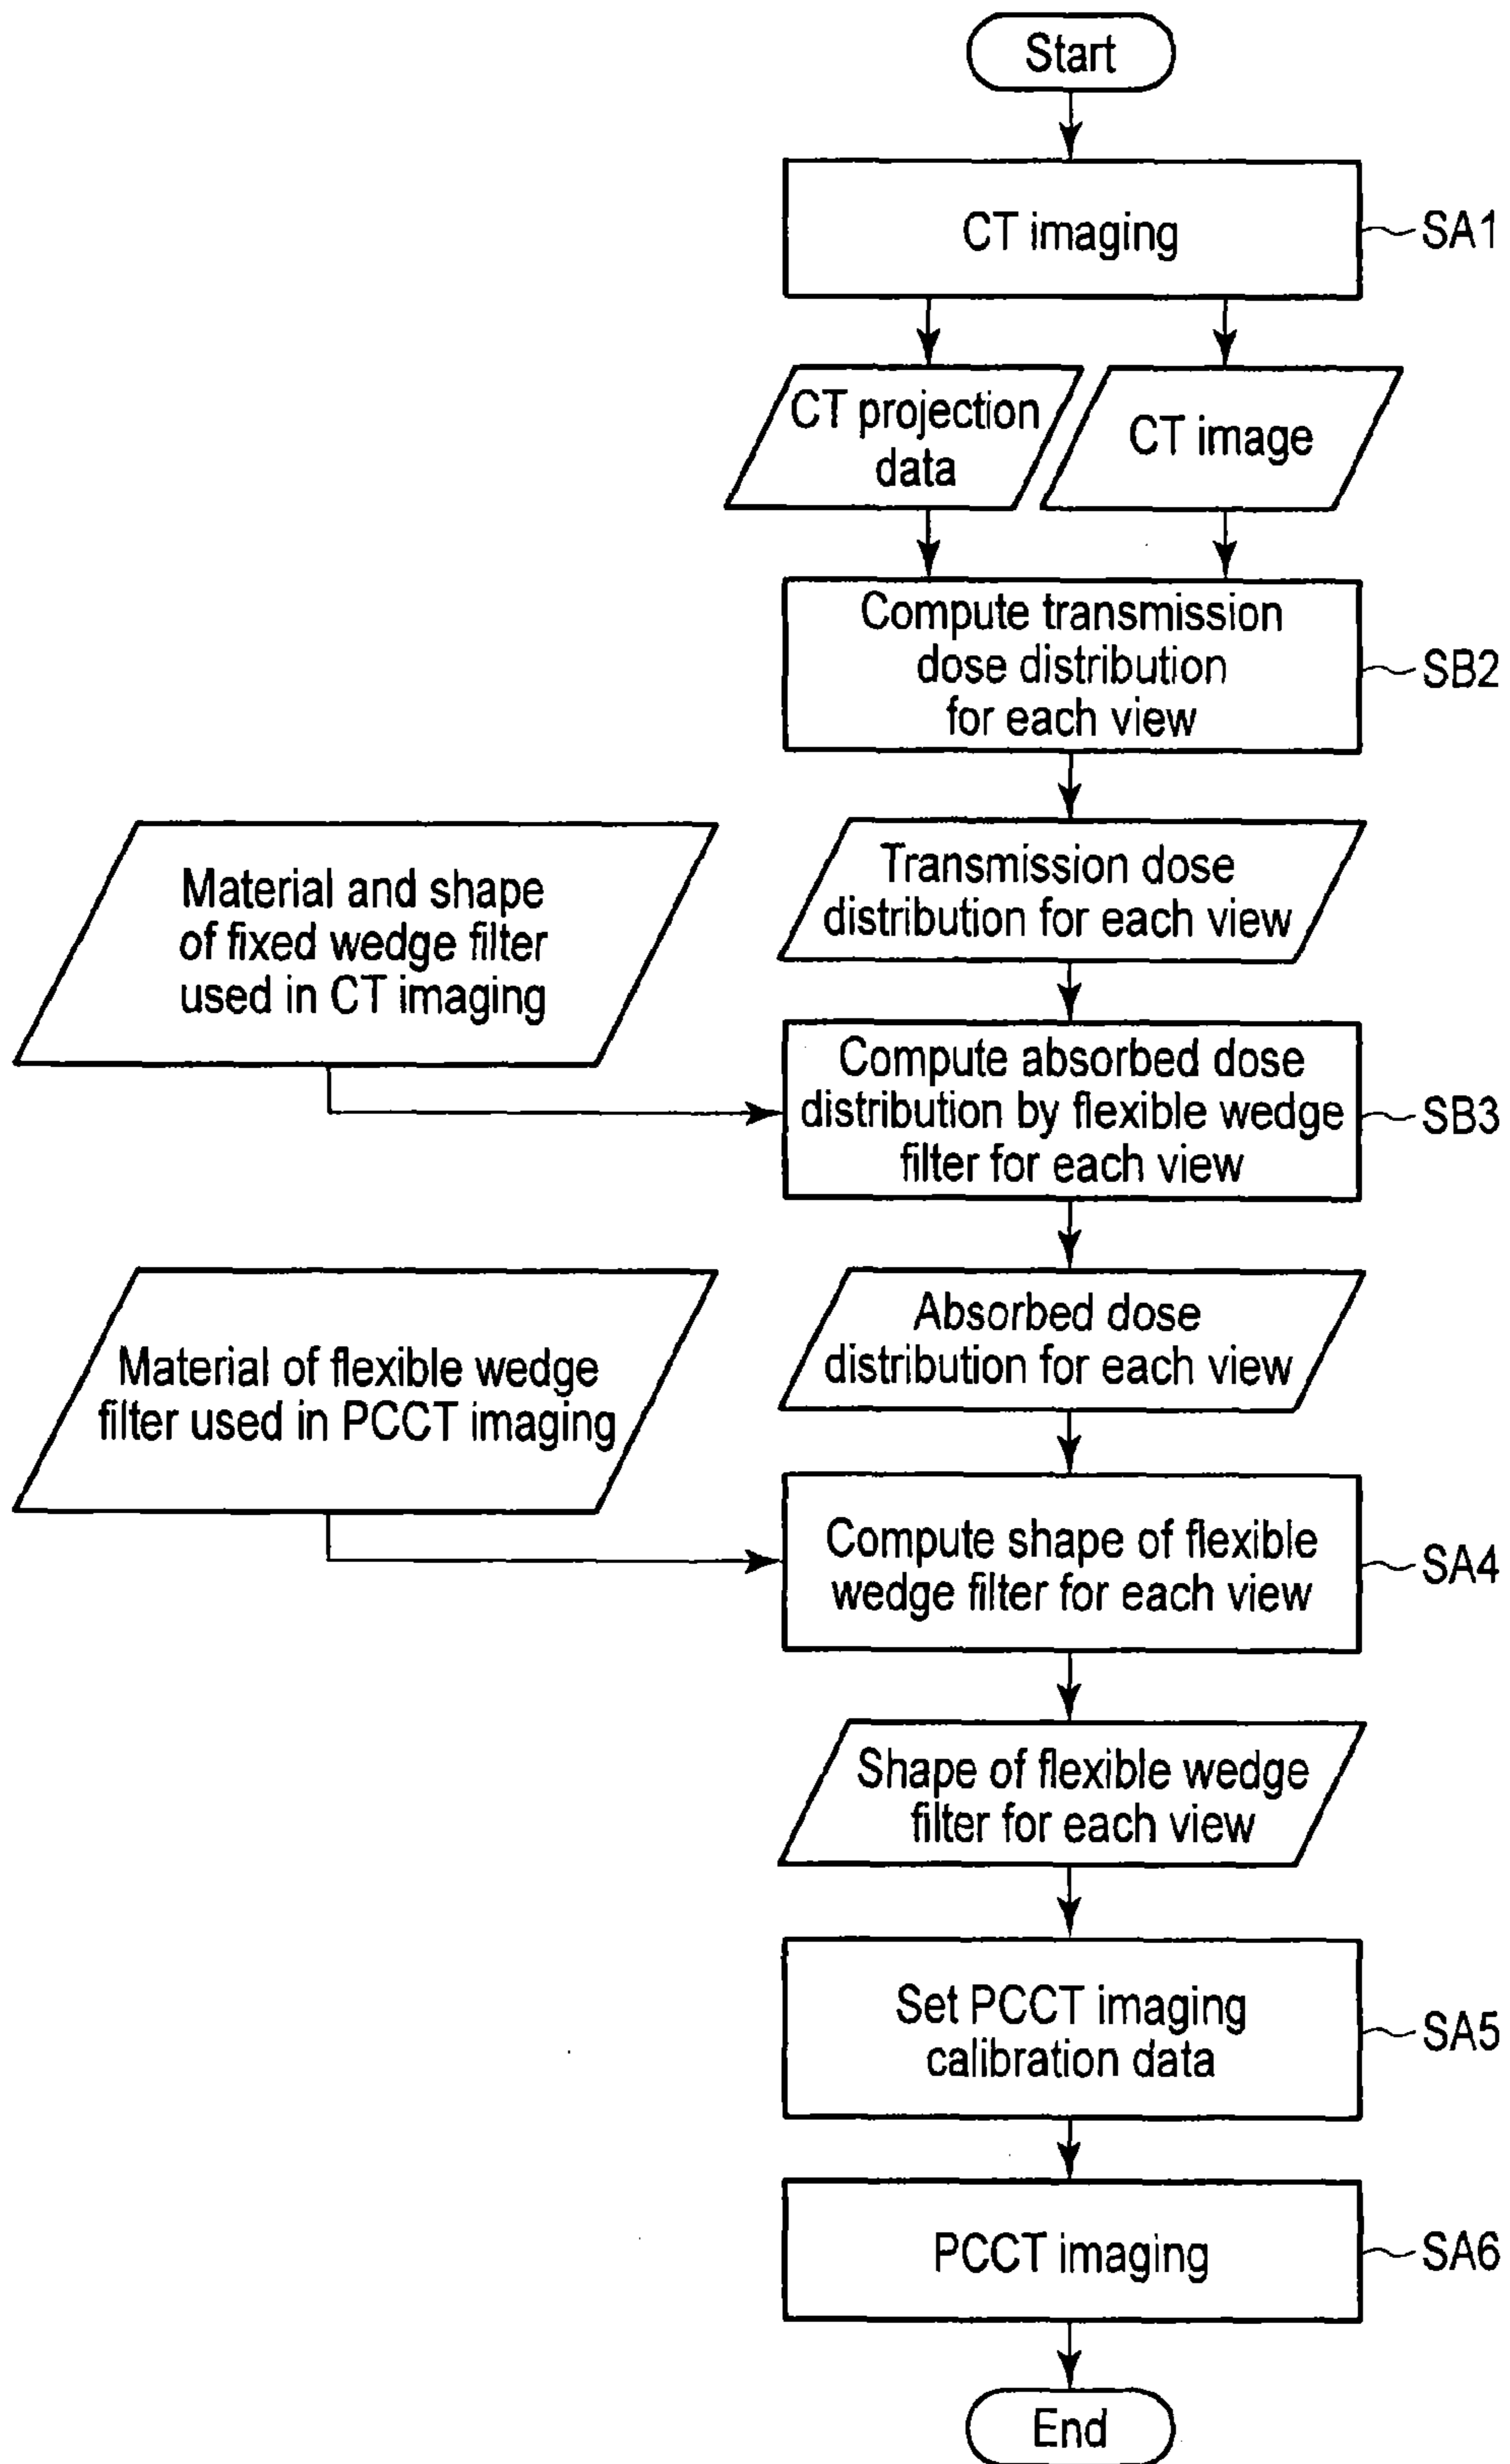 Start
CT imaging
SA1
CT projection
data
CT image
Compute transmission
dose distribution
for each view
SB2
Transmission dose
distribution for each view
Material and shape
of fixed wedge filter
used in CT imaging
Compute absorbed dose
distribution by flexible wedge
filter for each view
SB3
Absorbed dose
distribution for each view
Material of flexible wedge
filter used in PCCT imaging
Compute shape of flexible
wedge filter for each view
SA4
Shape of flexible wedge
filter for each view
Set PCCT imaging
calibration data
SA5
PCCT imaging
SA6
End